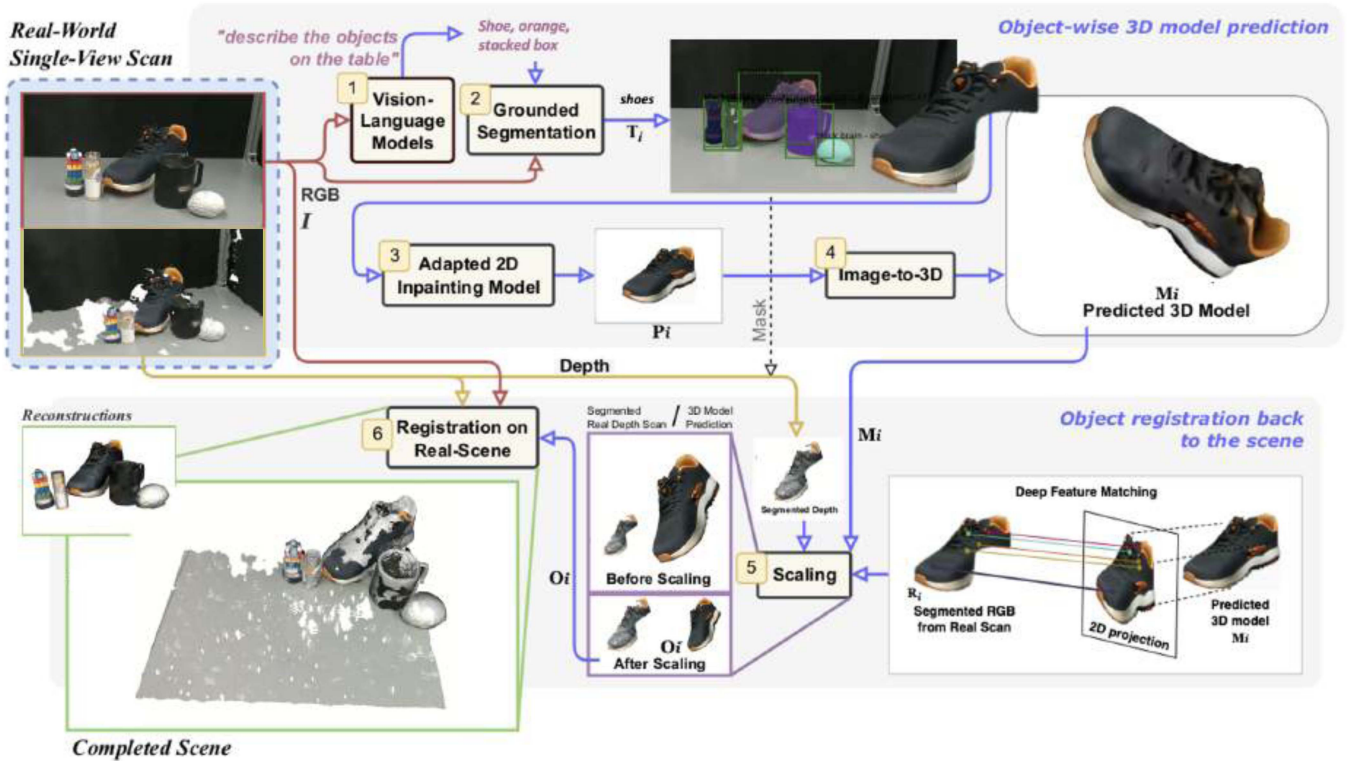 Real-World
Single-View Scan
"describe the objects
on the table"
Shoe, orange,
stacked box
Object-wise 3D model prediction
1
Vision-
Language
Models
2
Grounded
Segmentation
shoes
Ti
RGB
I
3
Adapted 2D
Inpainting Model
Pi
4
Image-to-3D
Mi
Predicted 3D Model
Mask
Depth
Reconstructions
6
Registration on
Real-Scene
Segmented
Real Depth Scan
/
3D Model
Prediction
Mi
Object registration back
to the scene
Segmented Depth
Before Scaling
5
Scaling
Oi
Oi
After Scaling
Deep Feature Matching
Ri
Segmented RGB
from Real Scan
2D projection
Predicted
3D model
Mi
Completed Scene